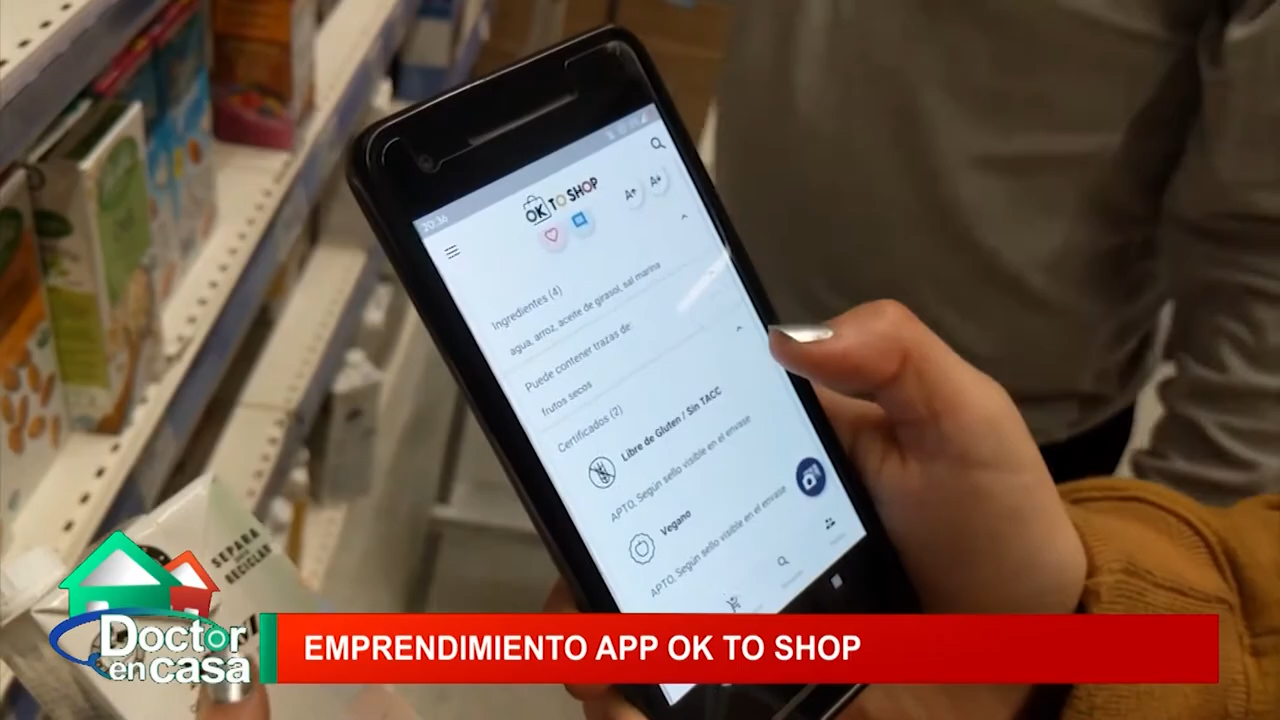 20:36
OK TO SHOP
A+
A+
Ingredientes (4)
agua, arroz, aceite de girasol, sal marina
Puede contener trazas de:
frutos secos
Certificados (2)
Libre de Gluten / Sin TACC
APTO. Según sello visible en el envase
Vegano
APTO. Según sello visible en el envase
SEPARA
RECICLAR
Doctor
en casa
EMPRENDIMIENTO APP OK TO SHOP